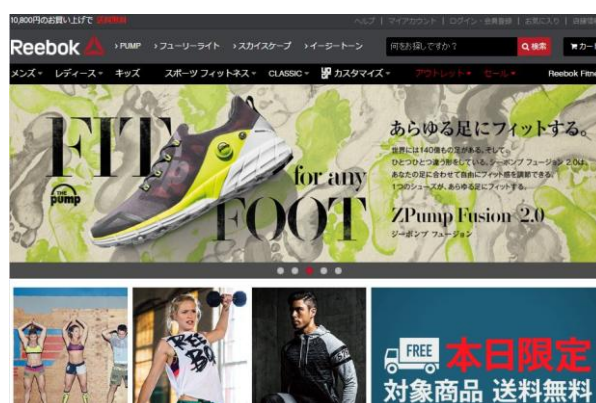 10,800円のお買い上げで 送料無料
ヘルプ | マイアカウント | ログイン・会員登録 | お気に入り | 店舗情報
Reebok
›PUMP ›フューリーライト ›スカイスケープ ›イージートーン
何をお探しですか?
検索
カート
メンズ レディース キッズ スポーツ フィットネス CLASSIC カスタマイズ アウトレット セール Reebok Fitne
FIT
for any
FOOT
THE
pump
あらゆる足にフィットする。
世界には140億もの足がある。そして、
ひとつひとつ違う形をしている。ジーポンプ フュージョン 2.0は、
あなたの足に合わせて自由にフィット感を調節できる。
1つのシューズが、あらゆる足にフィットする。
ZPump Fusion 2.0
ジーポンプ フュージョン
REE
BO
FREE
本日限定
対象商品 送料無料